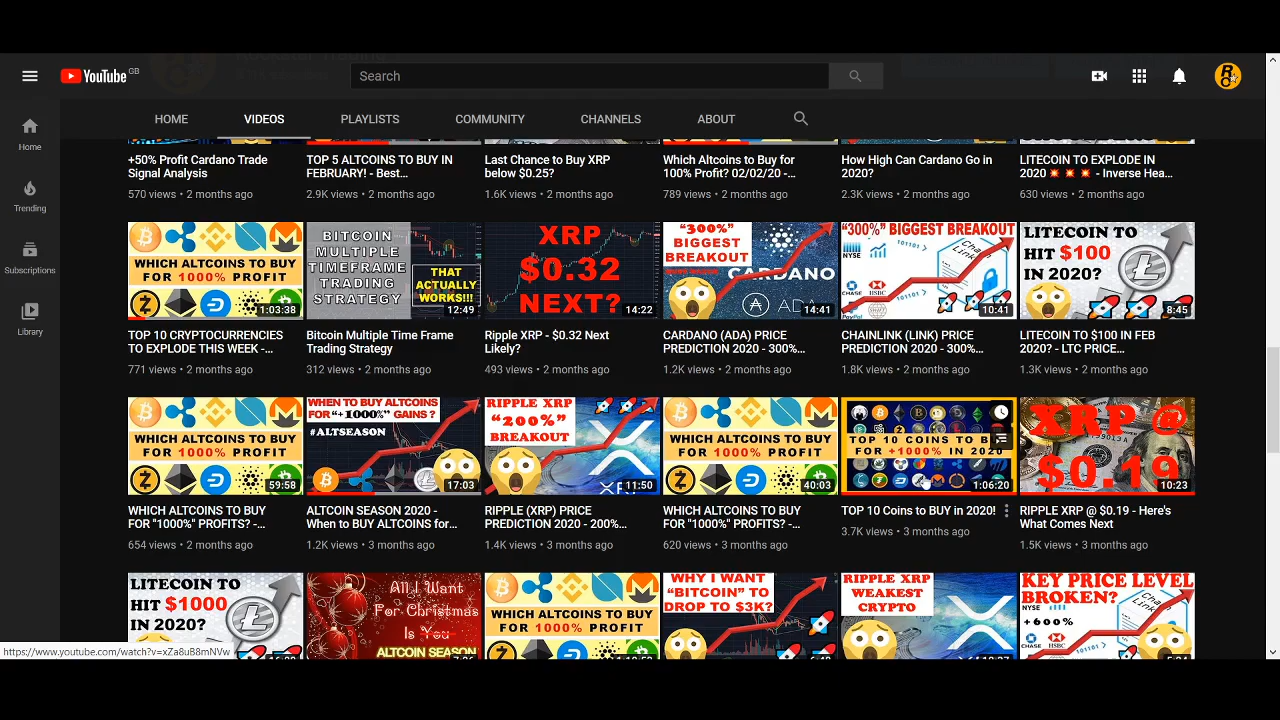 YouTube GB
Search
HOME VIDEOS PLAYLISTS COMMUNITY CHANNELS ABOUT
Home
Trending
Subscriptions
Library
+50% Profit Cardano Trade
Signal Analysis
570 views • 2 months ago
TOP 5 ALTCOINS TO BUY IN
FEBRUARY! - Best...
2.9K views • 2 months ago
Last Chance to Buy XRP
below $0.25?
1.6K views • 2 months ago
Which Altcoins to Buy for
100% Profit? 02/02/20 -...
789 views • 2 months ago
How High Can Cardano Go in
2020?
2.3K views • 2 months ago
LITECOIN TO EXPLODE IN
2020💥💥💥 - Inverse Hea...
630 views • 2 months ago
WHICH ALTCOINS TO BUY
FOR 1000% PROFIT
1:03:38
TOP 10 CRYPTOCURRENCIES
TO EXPLODE THIS WEEK -...
771 views • 2 months ago
BITCOIN
MULTIPLE
TIMEFRAME
TRADING
STRATEGY
THAT
ACTUALLY
WORKS!!!
12:49
Bitcoin Multiple Time Frame
Trading Strategy
312 views • 2 months ago
XRP
$0.32
NEXT?
14:22
Ripple XRP - $0.32 Next
Likely?
493 views • 2 months ago
"300%"
BIGGEST
BREAKOUT
CARDANO
ADA
14:41
CARDANO (ADA) PRICE
PREDICTION 2020 - 300%...
1.2K views • 2 months ago
"300%" BIGGEST BREAKOUT
NYSE
101101
Chain
Link
CHASE
HSBC
PayPal
101101
10:41
CHAINLINK (LINK) PRICE
PREDICTION 2020 - 300%...
1.8K views • 2 months ago
LITECOIN TO
HIT $100
IN 2020?
8:45
LITECOIN TO $100 IN FEB
2020? - LTC PRICE...
1.3K views • 2 months ago
WHICH ALTCOINS TO BUY
FOR 1000% PROFIT
59:58
WHICH ALTCOINS TO BUY
FOR "1000%" PROFITS? -...
654 views • 2 months ago
WHEN TO BUY ALTCOINS
FOR "+1000%" GAINS ?
#ALTSEASON
17:03
ALTCOIN SEASON 2020 -
When to BUY ALTCOINS for...
1.2K views • 3 months ago
RIPPLE XRP
"200%"
BREAKOUT
11:50
RIPPLE (XRP) PRICE
PREDICTION 2020 - 200%...
1.4K views • 3 months ago
WHICH ALTCOINS TO BUY
FOR 1000% PROFIT
40:03
WHICH ALTCOINS TO BUY
FOR "1000%" PROFITS? -...
620 views • 3 months ago
TOP 10 COINS TO B
FOR +1000% IN 2020
1:06:20
TOP 10 Coins to BUY in 2020!
3.7K views • 3 months ago
XRP @
$0.19
10:23
RIPPLE XRP @ $0.19 - Here's
What Comes Next
1.5K views • 3 months ago
LITECOIN TO
HIT $1000
IN 2020?
All I Want
For Christmas
Is You
ALTCOIN SEASON
WHICH ALTCOINS TO BUY
FOR 1000% PROFIT
WHY I WANT
"BITCOIN" TO
DROP TO $3K?
RIPPLE XRP
WEAKEST
CRYPTO
KEY PRICE LEVEL
BROKEN?
NYSE
+600%
Chain
Link
CHASE
HSBC
101101
https://www.youtube.com/watch?v=xZa8uB8mNVw